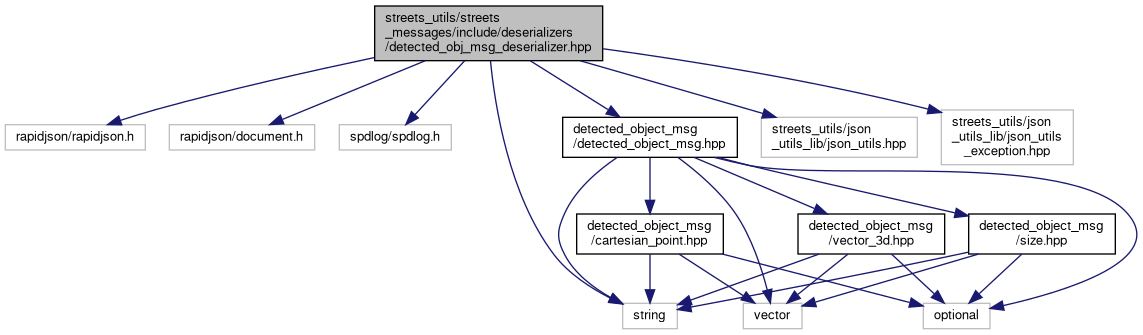 streets_utils/streets
_messages/include/deserializers
/detected_obj_msg_deserializer.hpp
rapidjson/rapidjson.h
rapidjson/document.h
spdlog/spdlog.h
detected_object_msg
/detected_object_msg.hpp
streets_utils/json
_utils_lib/json_utils.hpp
streets_utils/json
_utils_lib/json_utils
_exception.hpp
detected_object_msg
/cartesian_point.hpp
detected_object_msg
/vector_3d.hpp
detected_object_msg
/size.hpp
string
vector
optional